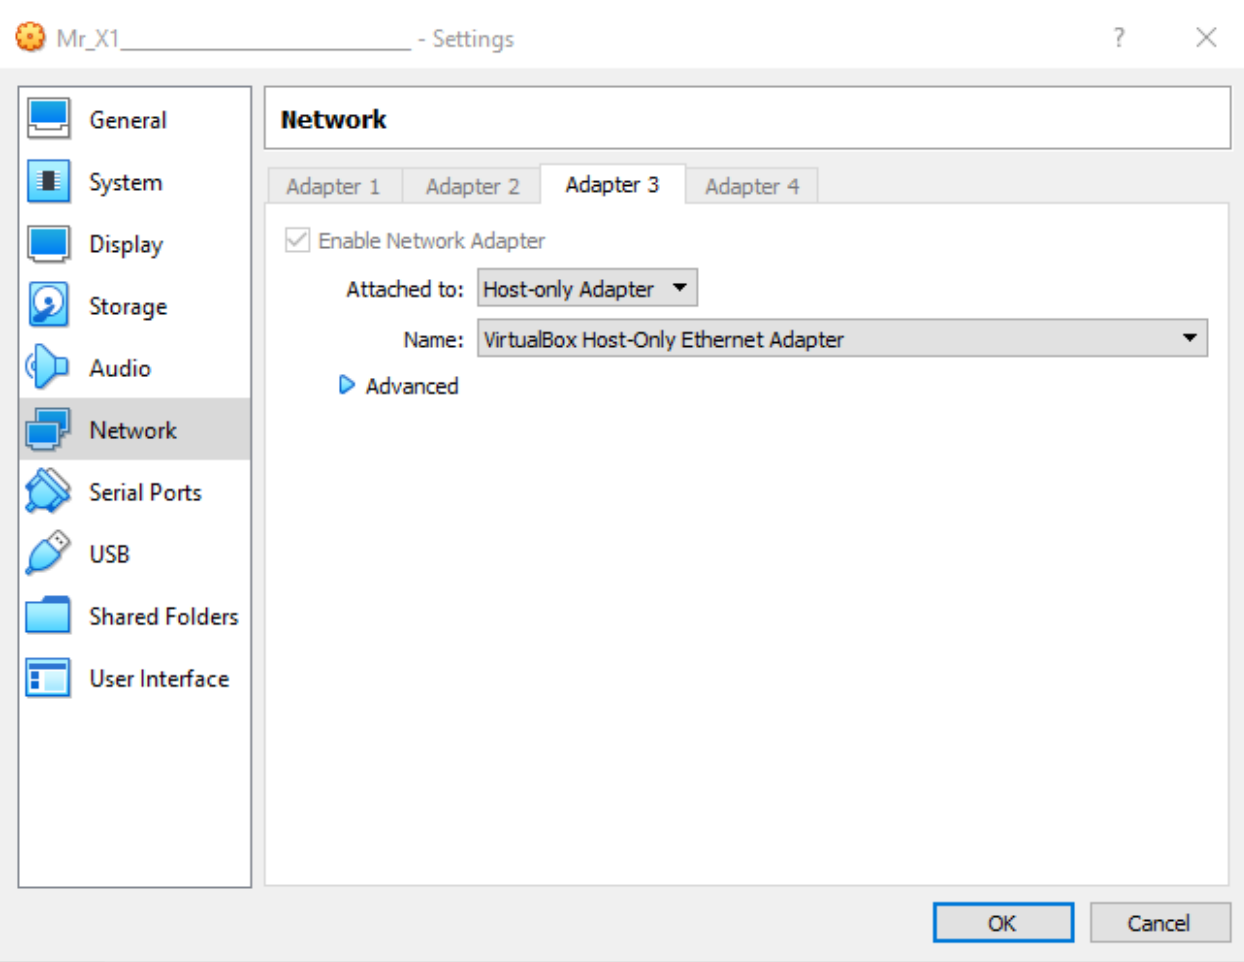 Mr_X1___________________________ - Settings
?
General
System
Display
Storage
Audio
Network
Serial Ports
USB
Shared Folders
User Interface
Network
Adapter 1 Adapter 2 Adapter 3 Adapter 4
Enable Network Adapter
Attached to: Host-only Adapter
Name: VirtualBox Host-Only Ethernet Adapter
Advanced
OK Cancel